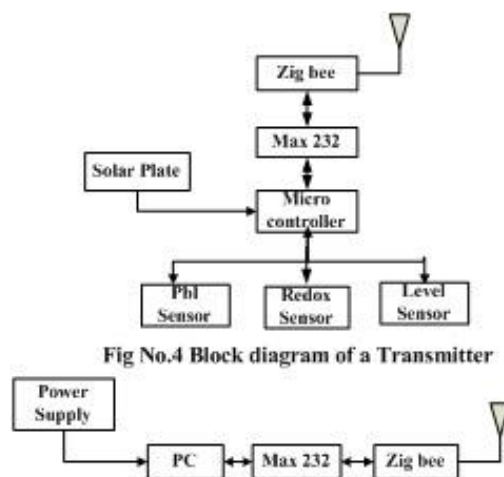 Zig bee
Max 232
Solar Plate
Micro
controller
Pbl
Sensor
Redox
Sensor
Level
Sensor
Fig No.4 Block diagram of a Transmitter
Power
Supply
PC
Max 232
Zig bee